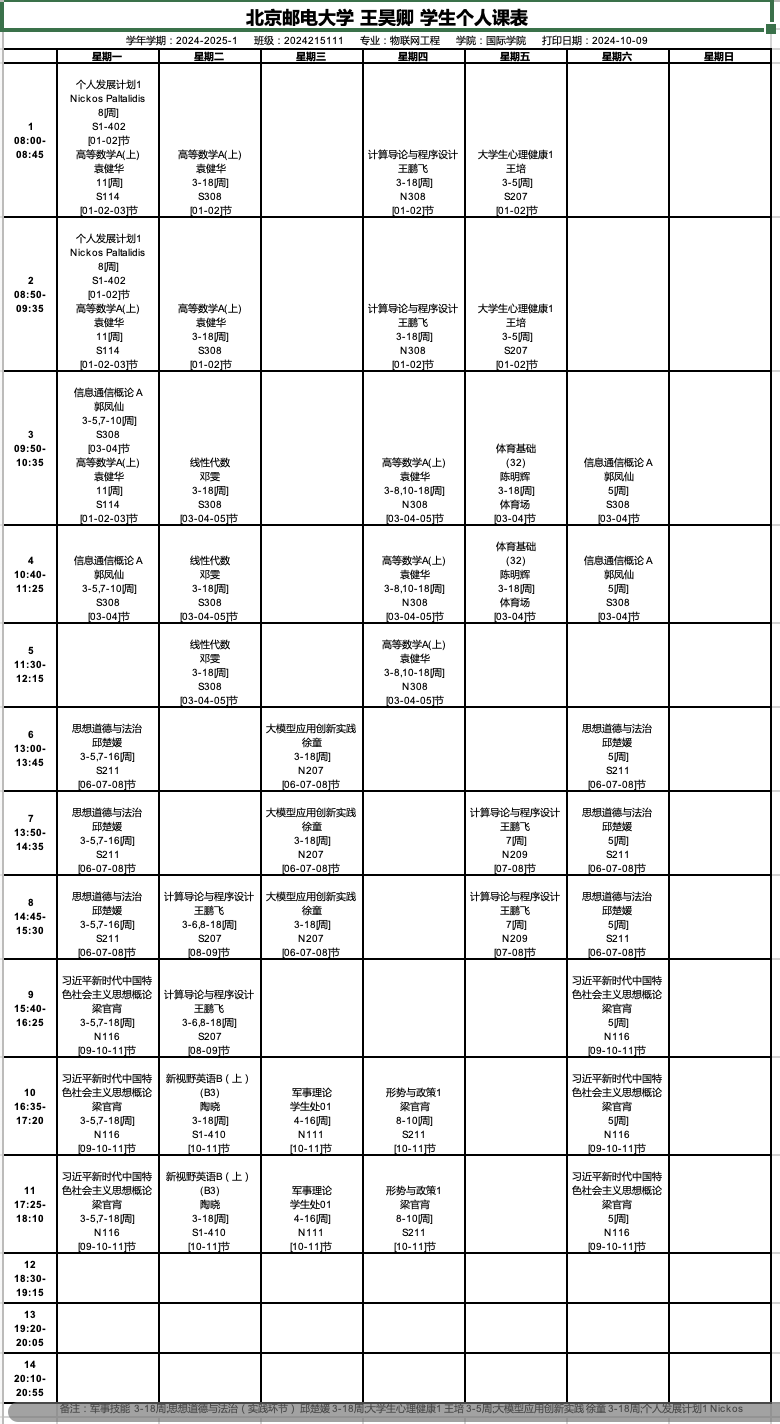 北京邮电大学 王昊卿 学生个人课表
学年学期：2024-2025-1 班级：2024215111 专业：物联网工程 学院：国际学院 打印日期：2024-10-09
星期一 星期二 星期三 星期四 星期五 星期六 星期日
1
08:00-
08:45
个人发展计划1
Nickos Paltalidis
8[周]
S1-402
[01-02]节
高等数学A(上)
袁健华
11[周]
S114
[01-02-03]节
高等数学A(上)
袁健华
3-18[周]
S308
[01-02]节
计算导论与程序设计
王鹏飞
3-18[周]
N308
[01-02]节
大学生心理健康1
王培
3-5[周]
S207
[01-02]节
2
08:50-
09:35
个人发展计划1
Nickos Paltalidis
8[周]
S1-402
[01-02]节
高等数学A(上)
袁健华
11[周]
S114
[01-02-03]节
高等数学A(上)
袁健华
3-18[周]
S308
[01-02]节
计算导论与程序设计
王鹏飞
3-18[周]
N308
[01-02]节
大学生心理健康1
王培
3-5[周]
S207
[01-02]节
3
09:50-
10:35
信息通信概论 A
郭凤仙
3-5,7-10[周]
S308
[03-04]节
高等数学A(上)
袁健华
11[周]
S114
[01-02-03]节
线性代数
邓雯
3-18[周]
S308
[03-04-05]节
高等数学A(上)
袁健华
3-8,10-18[周]
N308
[03-04-05]节
体育基础
(32)
陈明辉
3-18[周]
体育场
[03-04]节
信息通信概论 A
郭凤仙
5[周]
S308
[03-04]节
4
10:40-
11:25
信息通信概论 A
郭凤仙
3-5,7-10[周]
S308
[03-04]节
线性代数
邓雯
3-18[周]
S308
[03-04-05]节
高等数学A(上)
袁健华
3-8,10-18[周]
N308
[03-04-05]节
体育基础
(32)
陈明辉
3-18[周]
体育场
[03-04]节
信息通信概论 A
郭凤仙
5[周]
S308
[03-04]节
5
11:30-
12:15
线性代数
邓雯
3-18[周]
S308
[03-04-05]节
高等数学A(上)
袁健华
3-8,10-18[周]
N308
[03-04-05]节
6
13:00-
13:45
思想道德与法治
邱楚媛
3-5,7-16[周]
S211
[06-07-08]节
大模型应用创新实践
徐童
3-18[周]
N207
[06-07-08]节
思想道德与法治
邱楚媛
5[周]
S211
[06-07-08]节
7
13:50-
14:35
思想道德与法治
邱楚媛
3-5,7-16[周]
S211
[06-07-08]节
大模型应用创新实践
徐童
3-18[周]
N207
[06-07-08]节
计算导论与程序设计
王鹏飞
7[周]
N209
[07-08]节
思想道德与法治
邱楚媛
5[周]
S211
[06-07-08]节
8
14:45-
15:30
思想道德与法治
邱楚媛
3-5,7-16[周]
S211
[06-07-08]节
计算导论与程序设计
王鹏飞
3-6,8-18[周]
S207
[08-09]节
大模型应用创新实践
徐童
3-18[周]
N207
[06-07-08]节
计算导论与程序设计
王鹏飞
7[周]
N209
[07-08]节
思想道德与法治
邱楚媛
5[周]
S211
[06-07-08]节
9
15:40-
16:25
习近平新时代中国特
色社会主义思想概论
梁官宵
3-5,7-18[周]
N116
[09-10-11]节
计算导论与程序设计
王鹏飞
3-6,8-18[周]
S207
[08-09]节
习近平新时代中国特
色社会主义思想概论
梁官宵
5[周]
N116
[09-10-11]节
10
16:35-
17:20
习近平新时代中国特
色社会主义思想概论
梁官宵
3-5,7-18[周]
N116
[09-10-11]节
新视野英语B（上）
(B3)
陶晓
3-18[周]
S1-410
[10-11]节
军事理论
学生处01
4-16[周]
N111
[10-11]节
形势与政策1
梁官宵
8-10[周]
S211
[10-11]节
习近平新时代中国特
色社会主义思想概论
梁官宵
5[周]
N116
[09-10-11]节
11
17:25-
18:10
习近平新时代中国特
色社会主义思想概论
梁官宵
3-5,7-18[周]
N116
[09-10-11]节
新视野英语B（上）
(B3)
陶晓
3-18[周]
S1-410
[10-11]节
军事理论
学生处01
4-16[周]
N111
[10-11]节
形势与政策1
梁官宵
8-10[周]
S211
[10-11]节
习近平新时代中国特
色社会主义思想概论
梁官宵
5[周]
N116
[09-10-11]节
12
18:30-
19:15
13
19:20-
20:05
14
20:10-
20:55
备注：军事技能 3-18周;思想道德与法治（实践环节） 邱楚媛 3-18周;大学生心理健康1 王培 3-5周;大模型应用创新实践 徐童 3-18周;个人发展计划1 Nickos